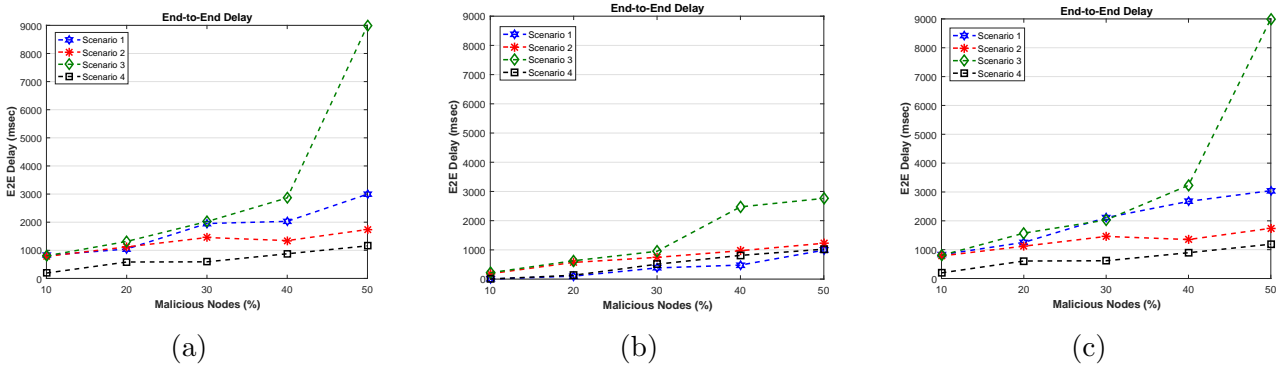 End-to-End Delay
9000
8000
7000
6000
5000
4000
3000
2000
1000
0
E2E Delay (msec)
Scenario 1
Scenario 2
Scenario 3
Scenario 4
10 20 30 40 50
Malicious Nodes (%)
(a)
End-to-End Delay
9000
8000
7000
6000
5000
4000
3000
2000
1000
0
E2E Delay (msec)
Scenario 1
Scenario 2
Scenario 3
Scenario 4
10 20 30 40 50
Malicious Nodes (%)
(b)
End-to-End Delay
9000
8000
7000
6000
5000
4000
3000
2000
1000
0
E2E Delay (msec)
Scenario 1
Scenario 2
Scenario 3
Scenario 4
10 20 30 40 50
Malicious Nodes (%)
(c)